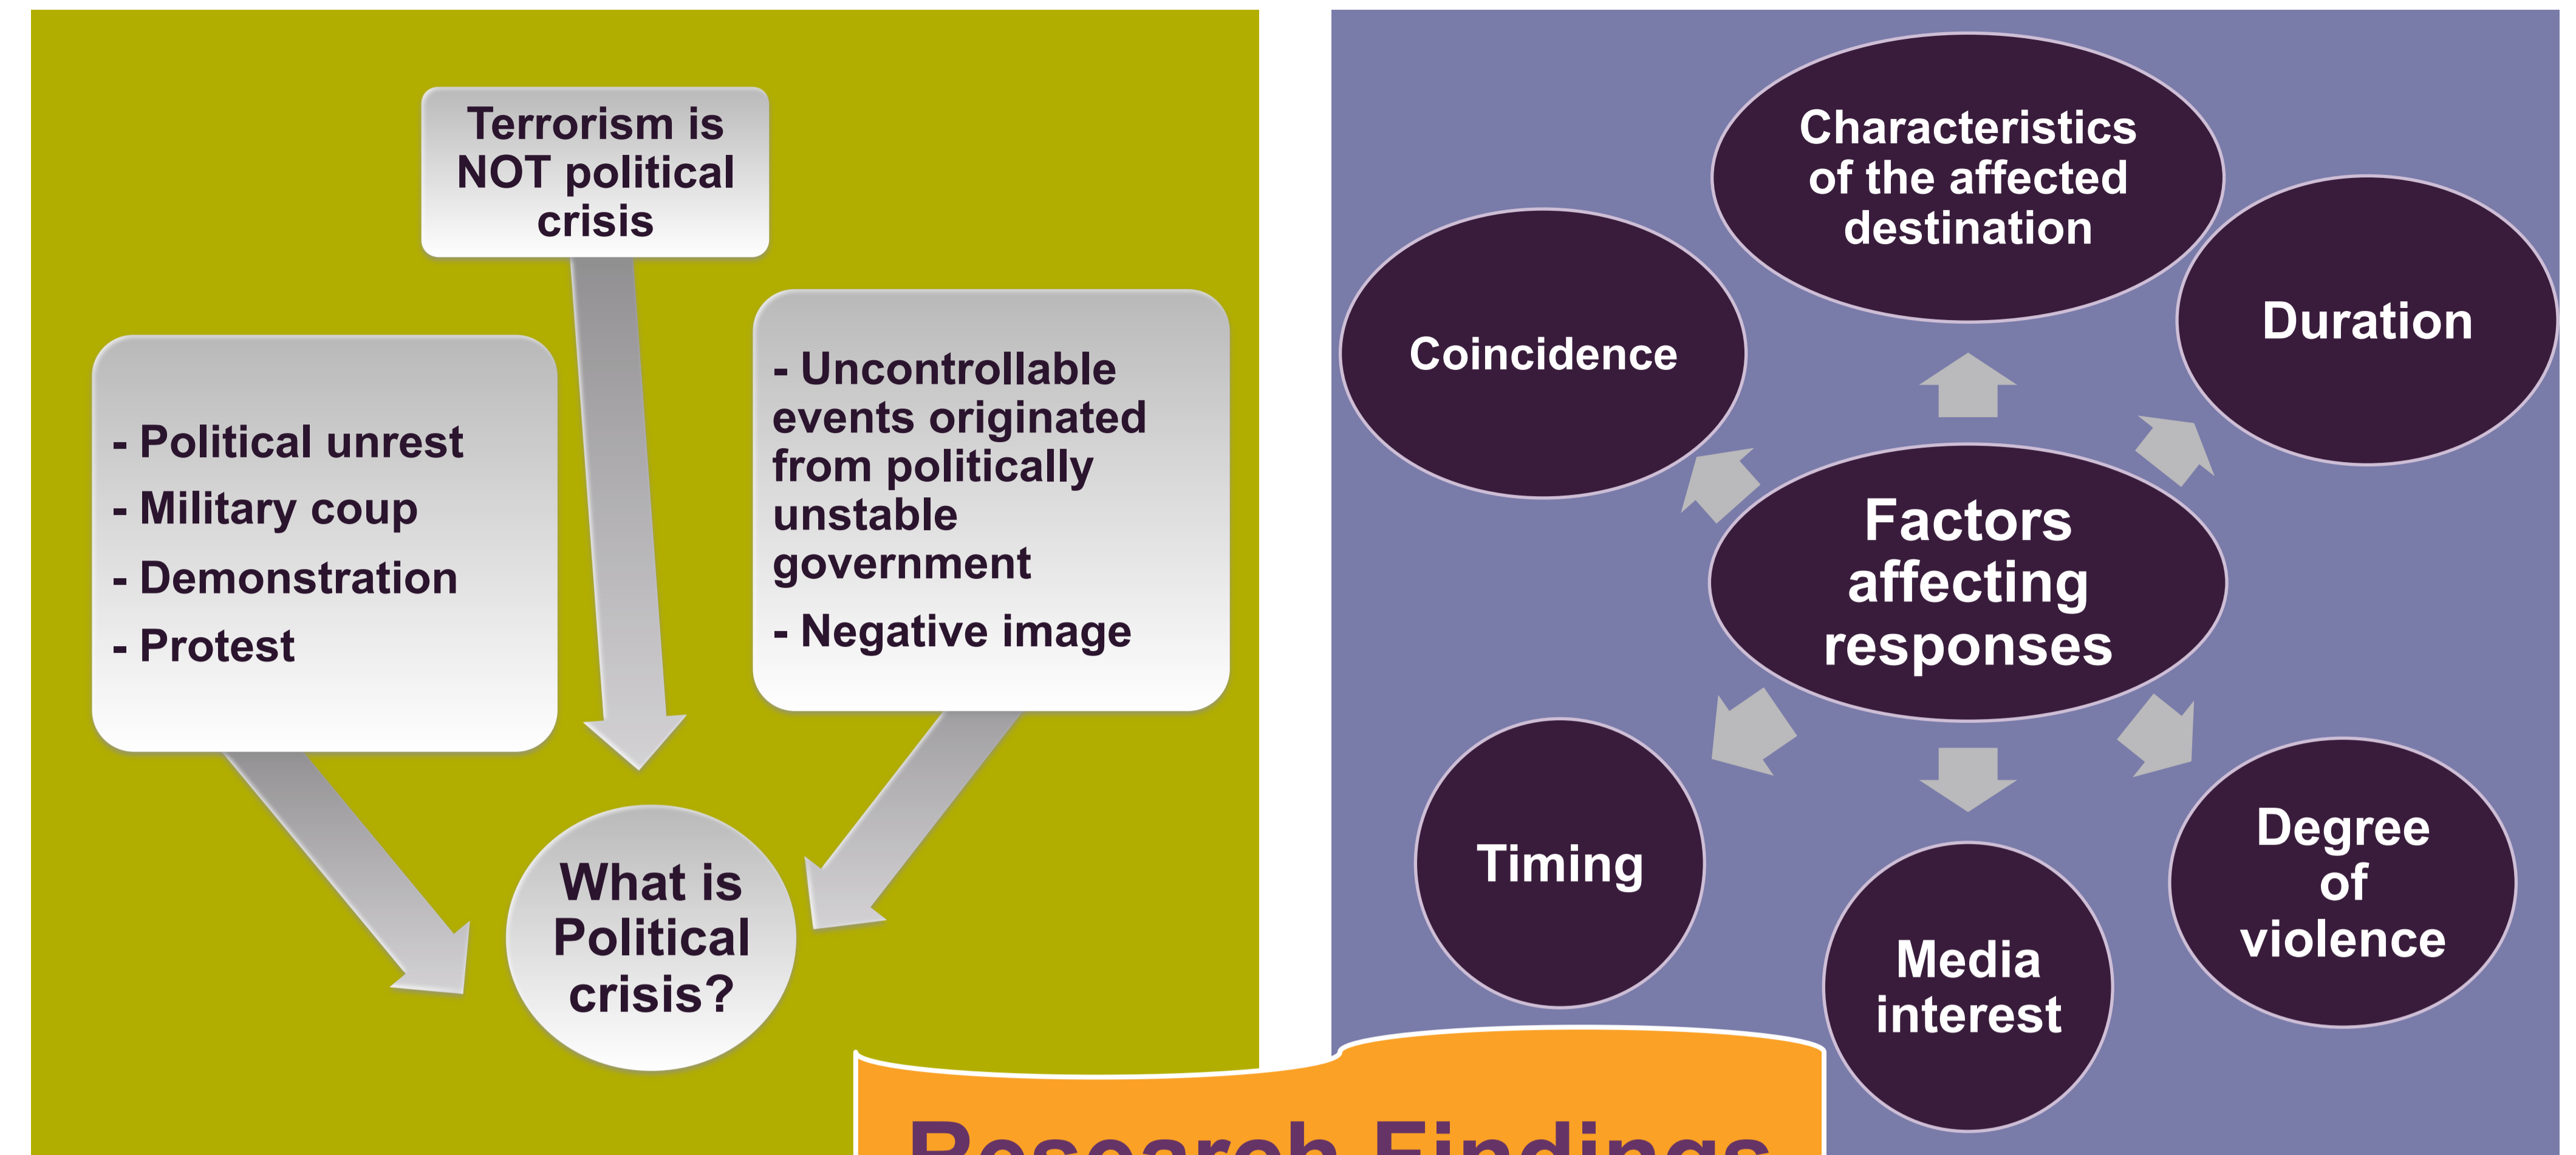 Terrorism is
NOT political
crisis
- Political unrest
- Military coup
- Demonstration
- Protest
- Uncontrollable
events originated
from politically
unstable
government
- Negative image
What is
Political
crisis?
Characteristics
of the affected
destination
Coincidence
Duration
Factors
affecting
responses
Timing
Degree
of
violence
Media
interest
Research Findings